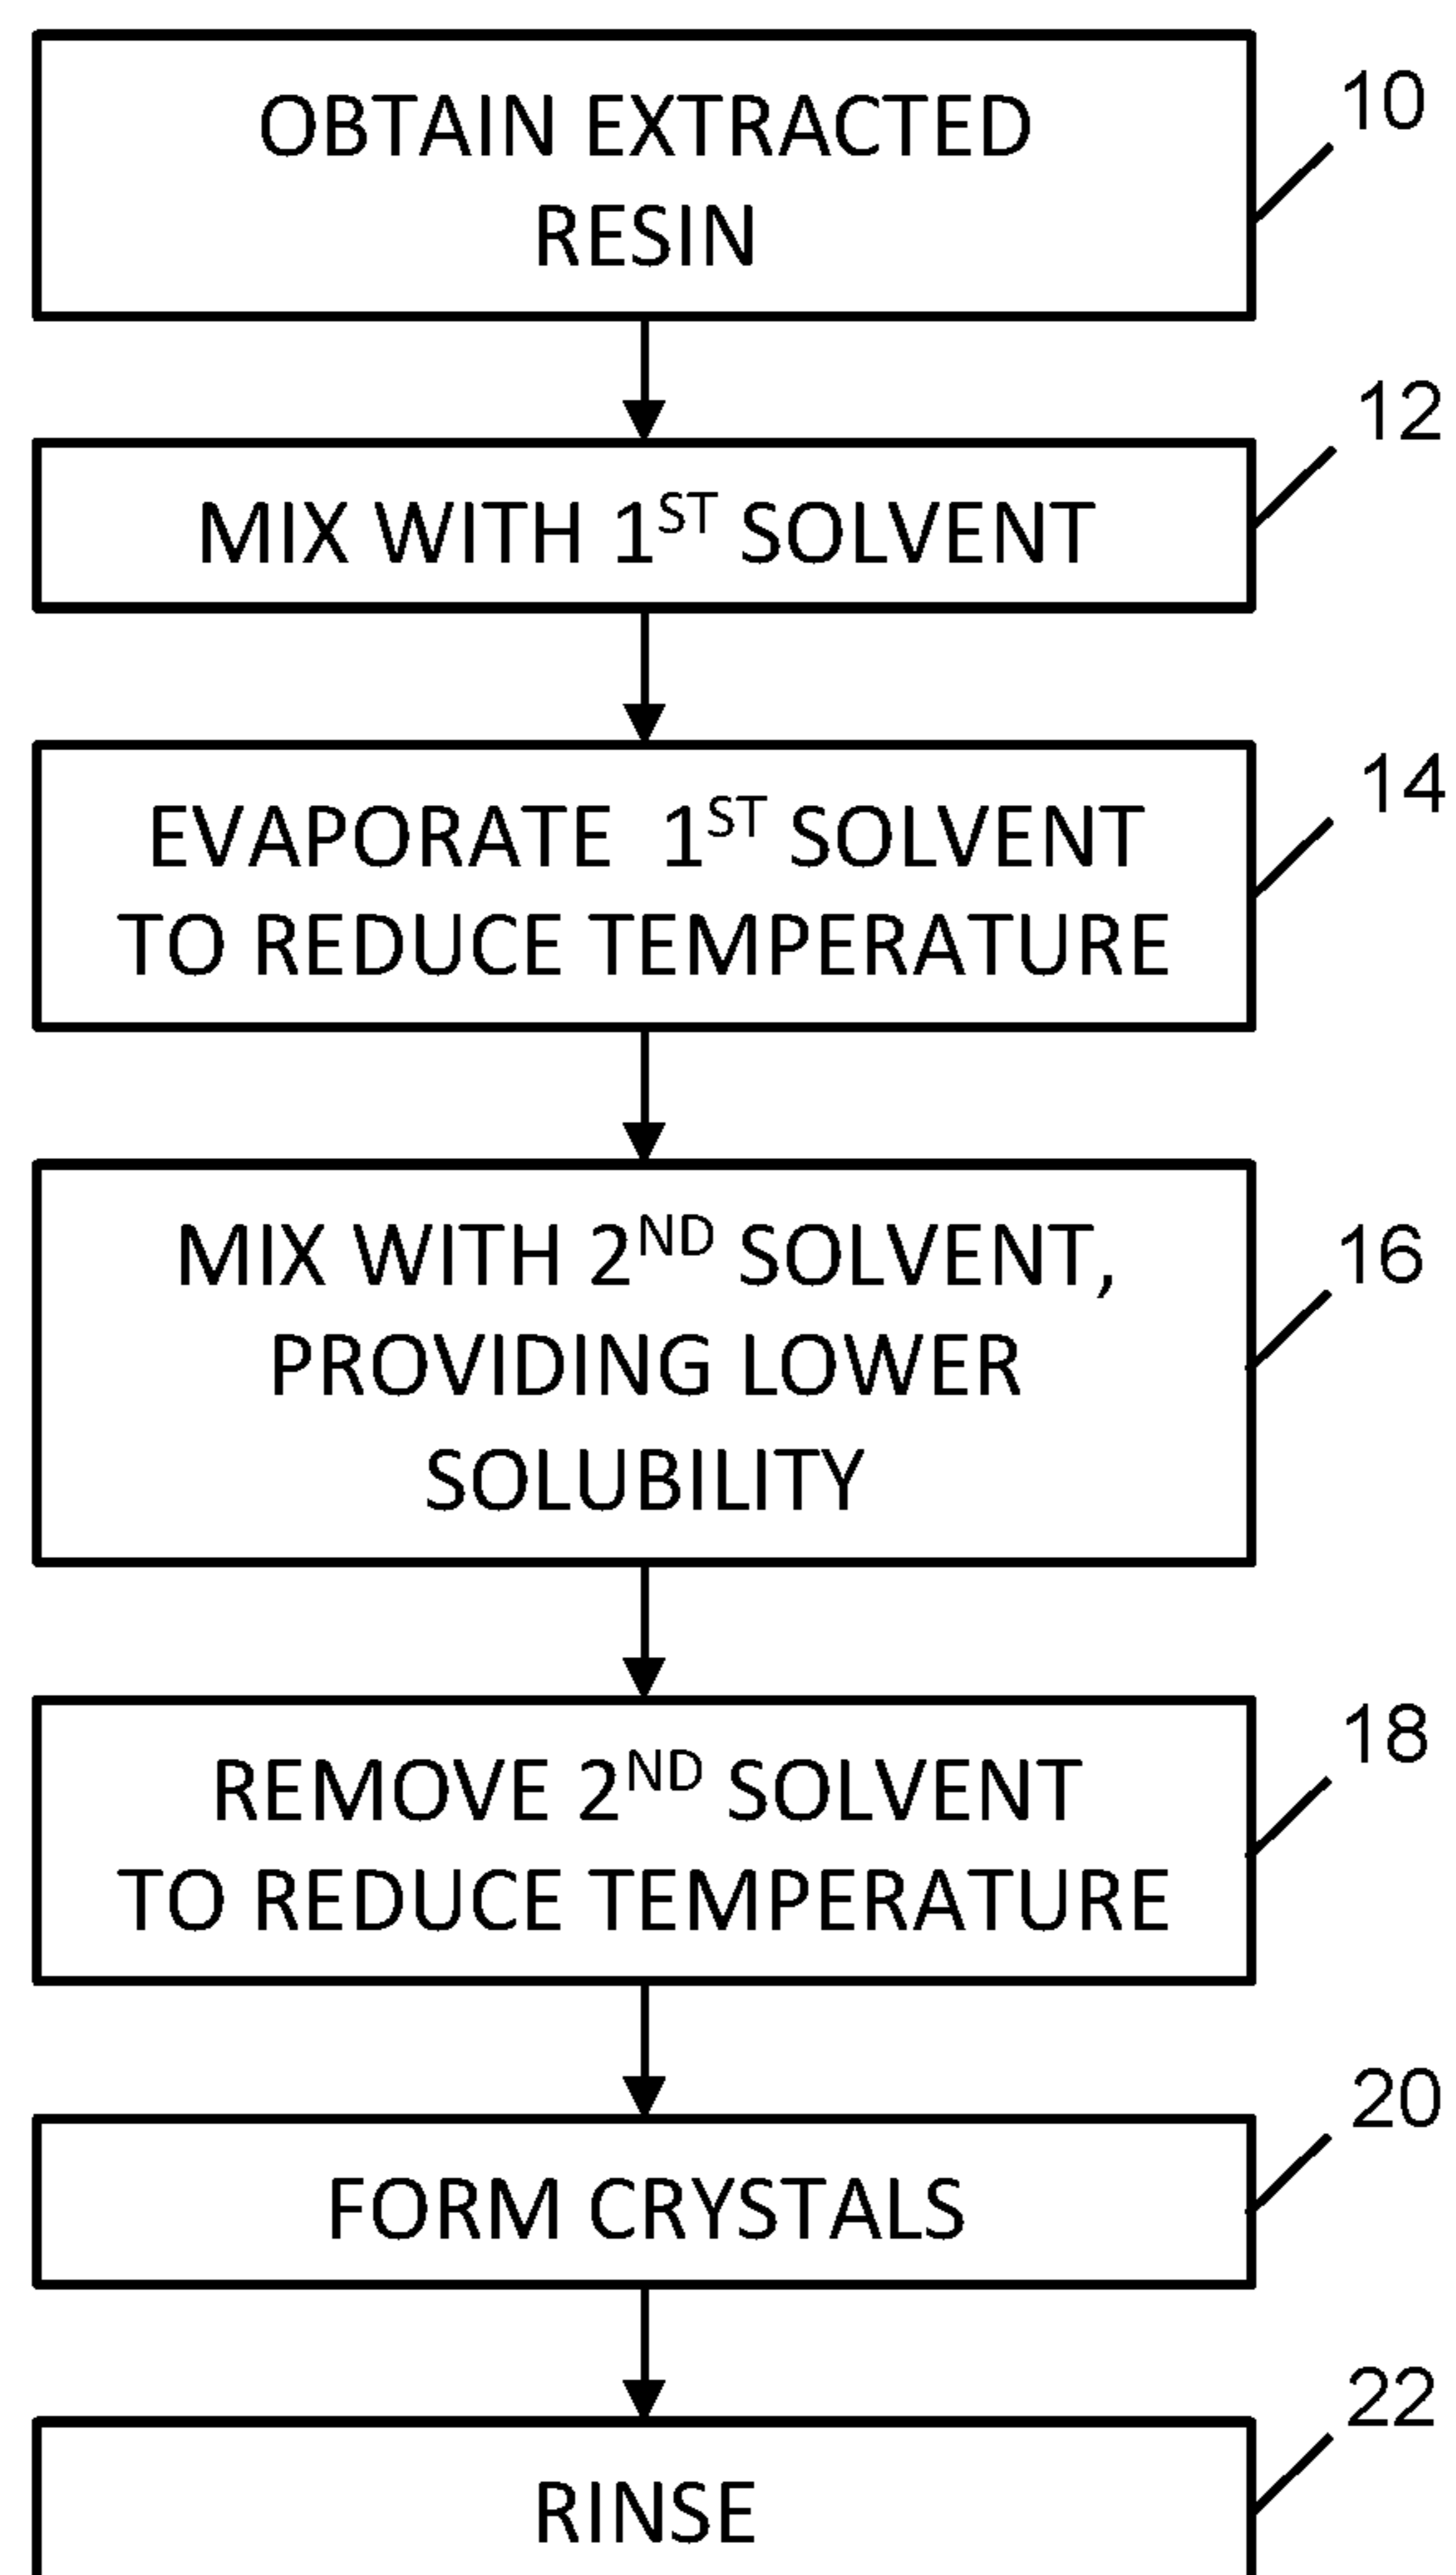 OBTAIN EXTRACTED
RESIN
10
MIX WITH 1ST SOLVENT
12
EVAPORATE 1ST SOLVENT
TO REDUCE TEMPERATURE
14
MIX WITH 2ND SOLVENT,
PROVIDING LOWER
SOLUBILITY
16
REMOVE 2ND SOLVENT
TO REDUCE TEMPERATURE
18
FORM CRYSTALS
20
RINSE
22